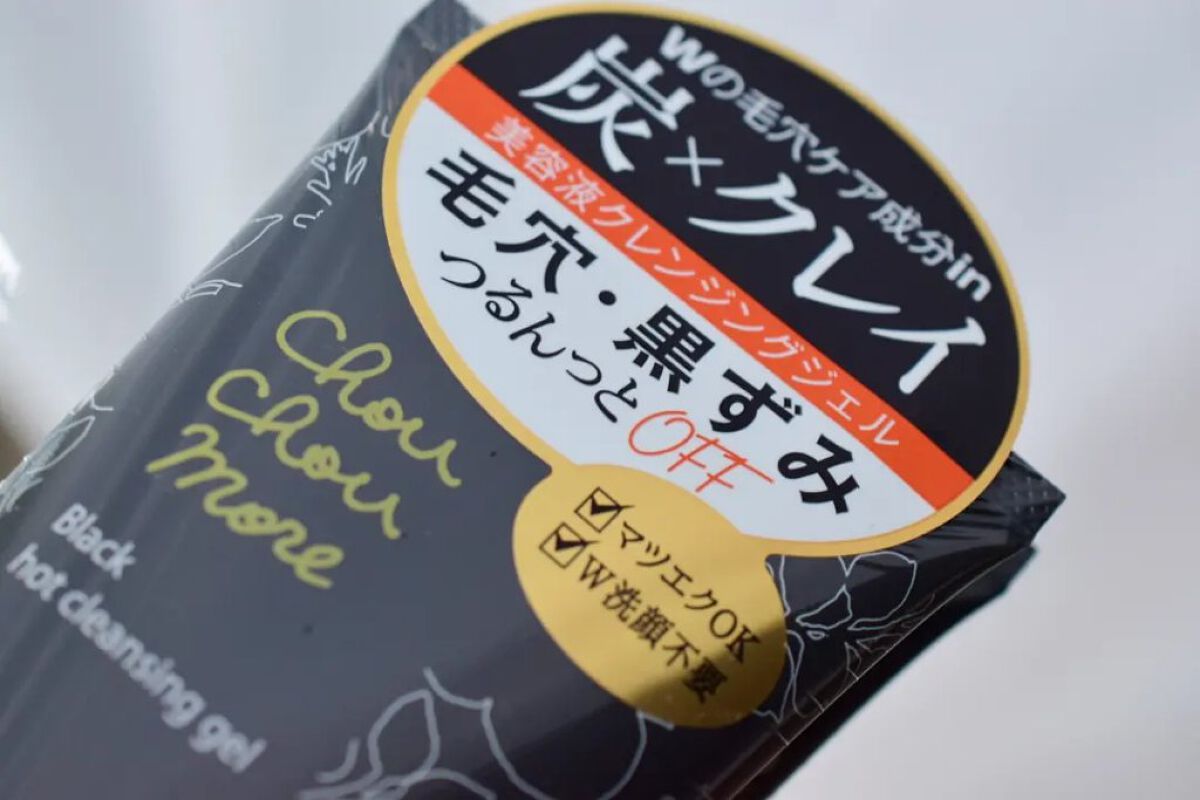 Wの毛穴ケア成分in
炭×クレイ
美容液クレンジングジェル
毛穴・黒ずみ
つるんっとOFF
☑マツエクOK
☑W洗顔不要
chou
chou
more
Black
hot cleansing gel